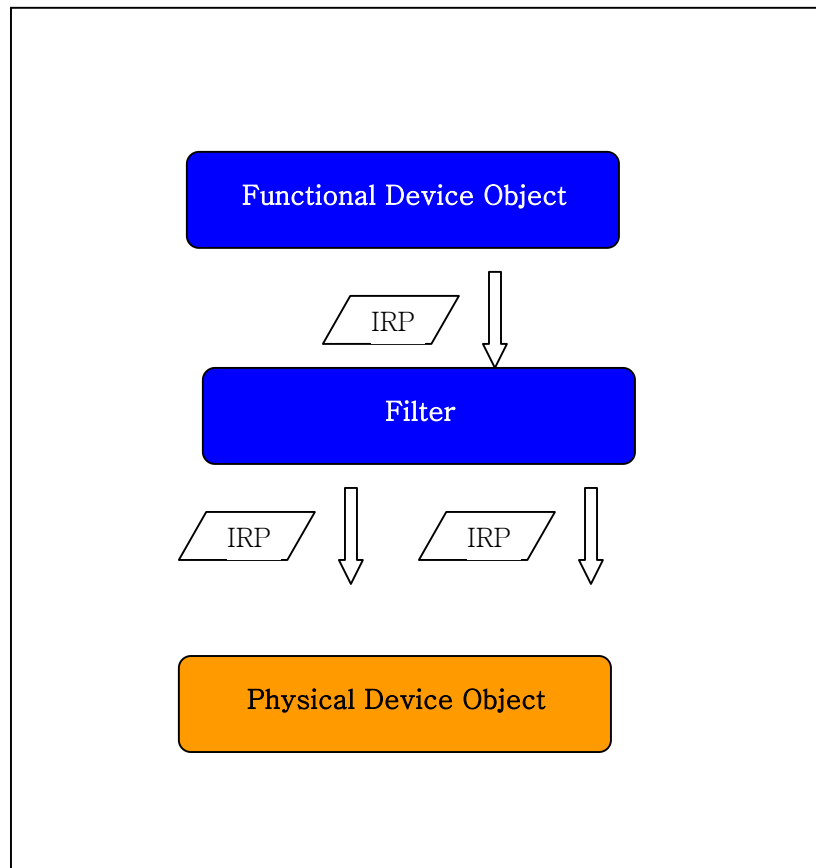 Functional Device Object
IRP
Filter
IRP
IRP
Physical Device Object